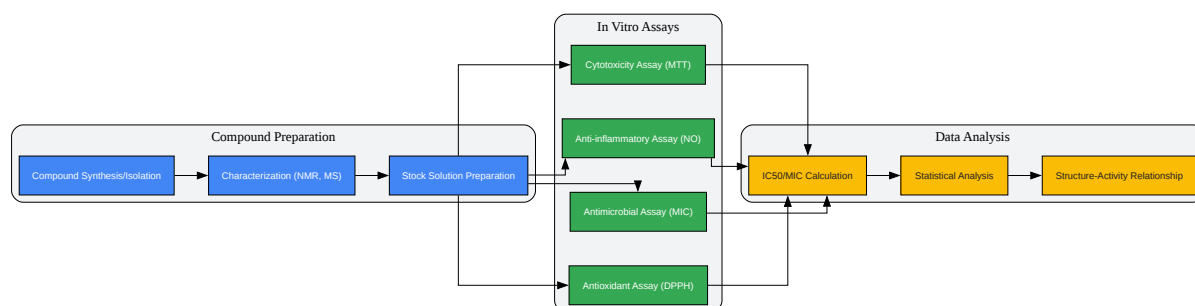 In Vitro Assays
Cytotoxicity Assay (MTT)
Anti-inflammatory Assay (NO)
Antimicrobial Assay (MIC)
Antioxidant Assay (DPPH)
Compound Preparation
Compound Synthesis/Isolation
Characterization (NMR, MS)
Stock Solution Preparation
Data Analysis
IC50/MIC Calculation
Statistical Analysis
Structure-Activity Relationship